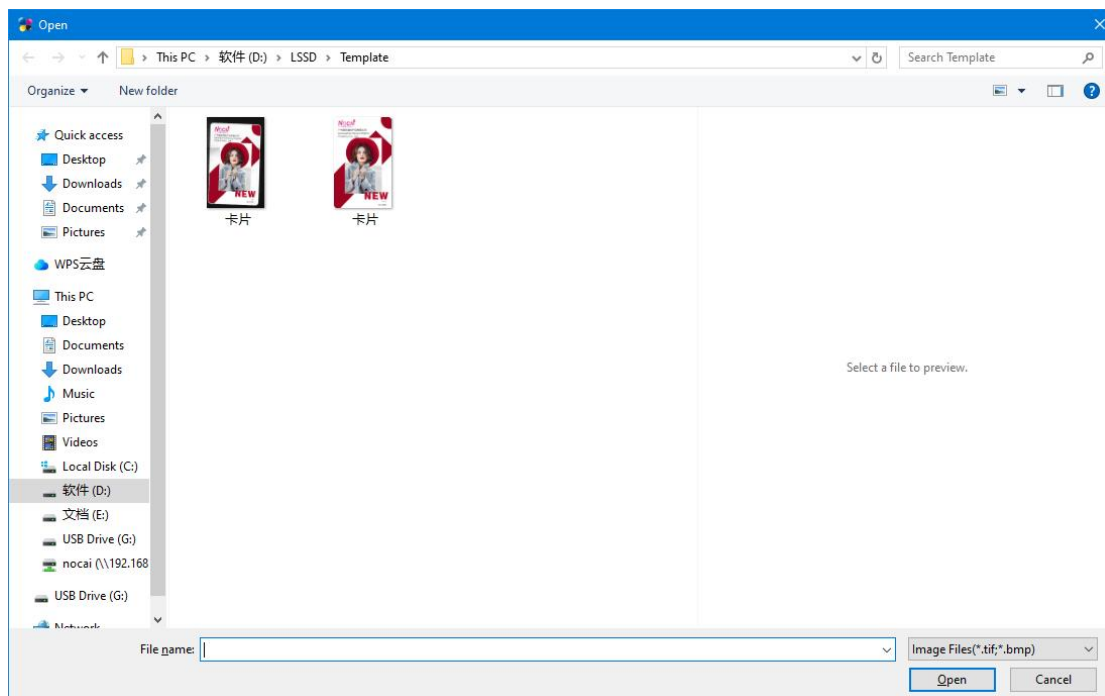 Open
This PC › 软件 (D:) › LSSD › Template
Search Template
Organize
New folder
Quick access
Desktop
Downloads
Documents
Pictures
WPS云盘
This PC
Desktop
Documents
Downloads
Music
Pictures
Videos
Local Disk (C:)
软件 (D:)
文档 (E:)
USB Drive (G:)
nocai (\\192.168
USB Drive (G:)
Network
Nocai
NEW
卡片
Nocai
NEW
卡片
Select a file to preview.
File name:
Image Files(*.tif;*.bmp)
Open
Cancel